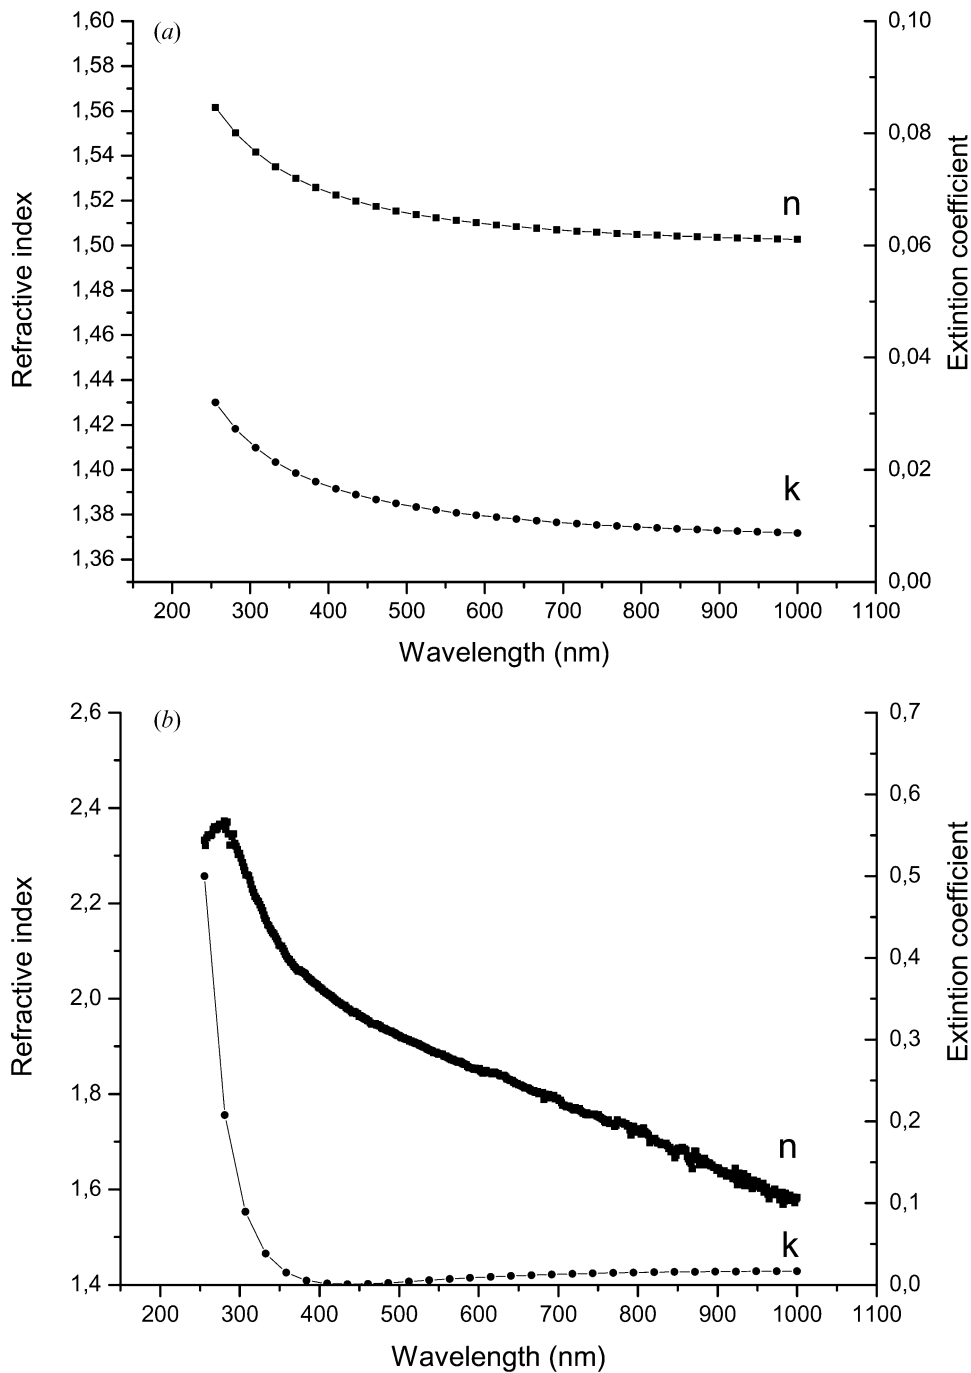 (a)
1,60
1,58
1,56
1,54
1,52
1,50
1,48
1,46
1,44
1,42
1,40
1,38
1,36
Refractive index
0,10
0,08
0,06
0,04
0,02
0,00
Extintion coefficient
n
k
200 300 400 500 600 700 800 900 1000 1100
Wavelength (nm)
(b)
2,6
2,4
2,2
2,0
1,8
1,6
1,4
Refractive index
0,7
0,6
0,5
0,4
0,3
0,2
0,1
0,0
Extintion coefficient
n
k
200 300 400 500 600 700 800 900 1000 1100
Wavelength (nm)